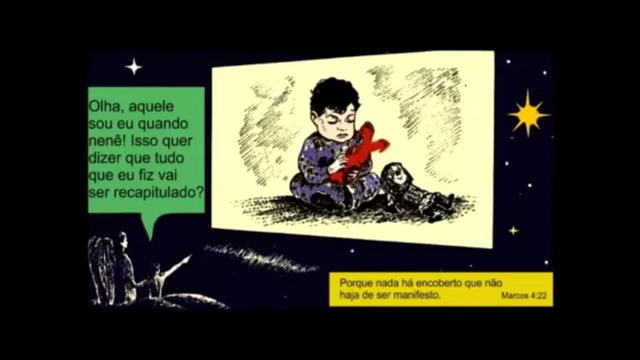 Olha, aquele
sou eu quando
nenê! Isso quer
dizer que tudo
que eu fiz vai
ser recapitulado?
Porque nada há encoberto que não
haja de ser manifesto.
Marcos 4:22